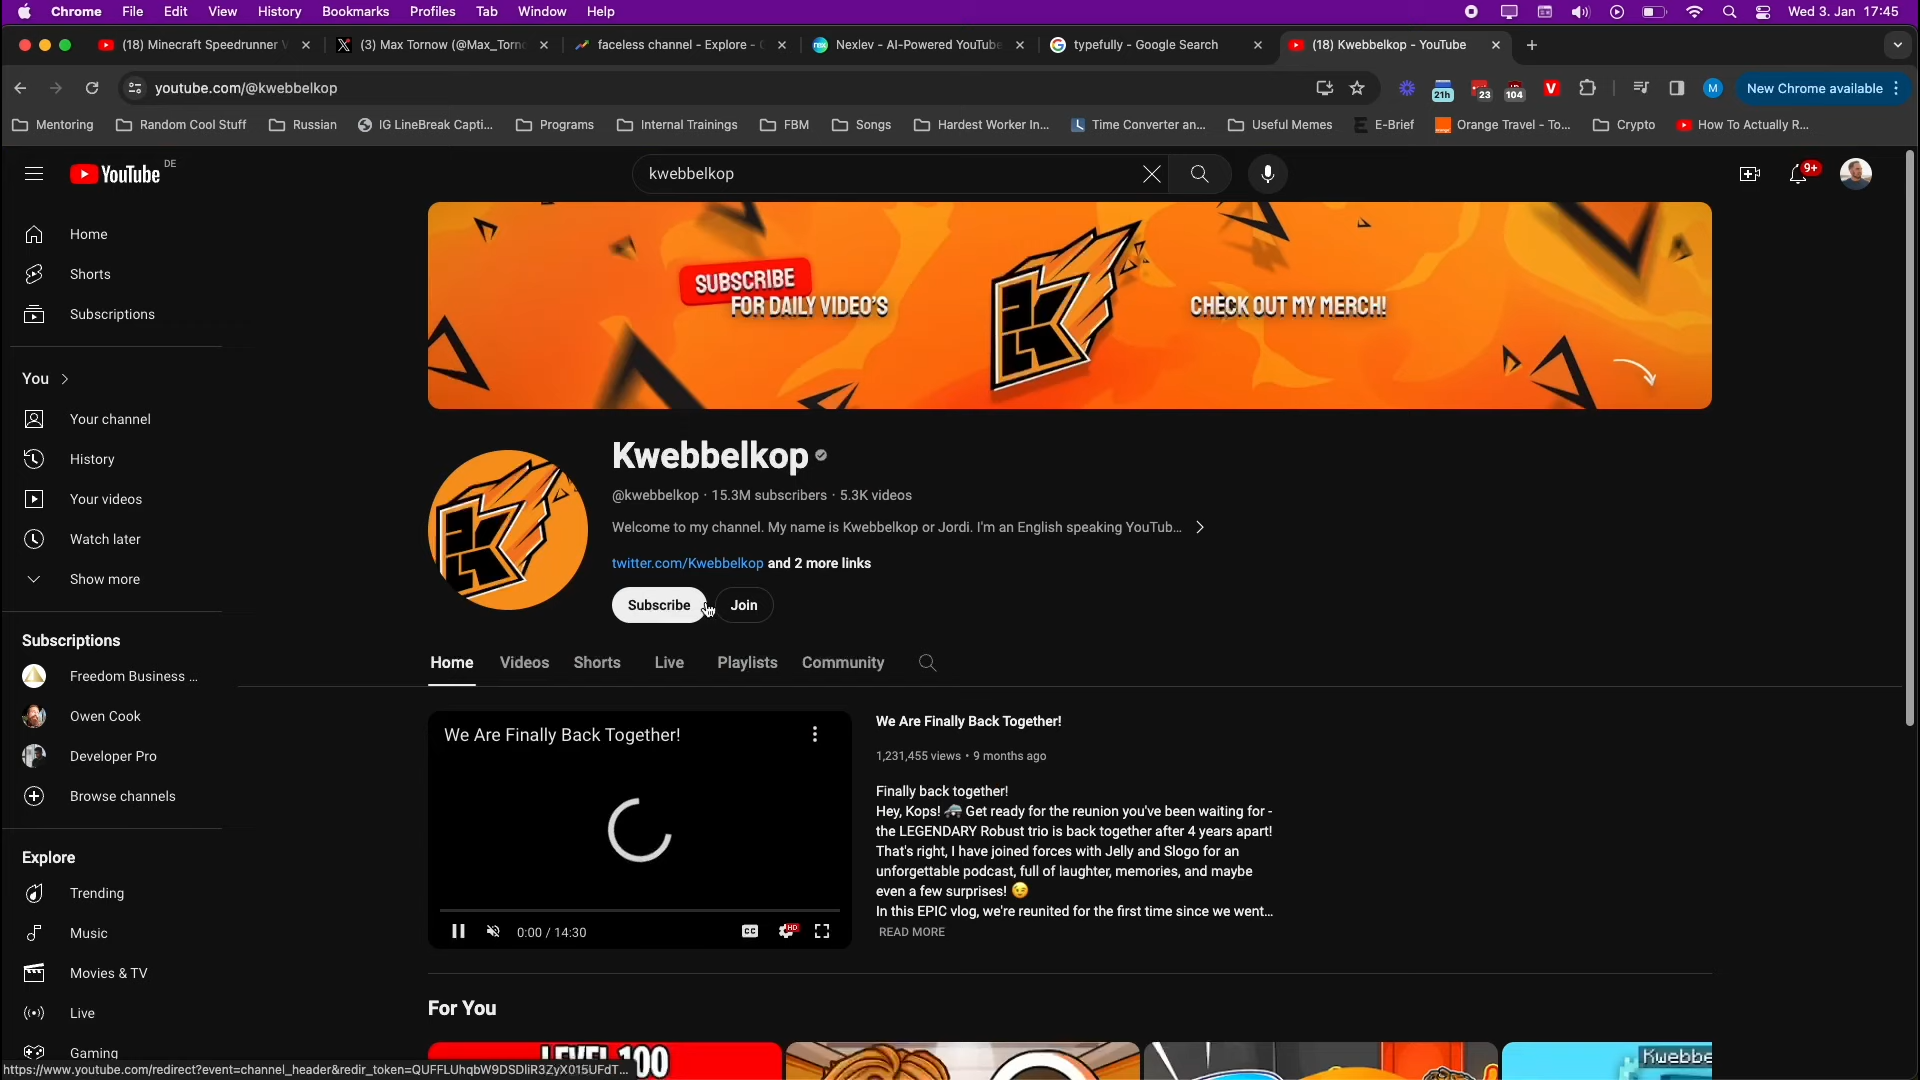 Chrome File Edit View History Bookmarks Profiles Tab Window Help Wed 3. Jan 17:45
(18) Minecraft Speedrunner V (3) Max Tornow (@Max_Torn faceless channel - Explore - Nexlev - AI-Powered YouTube typefully - Google Search (18) Kwebbelkop - YouTube
youtube.com/@kwebbelkop 21h 23 104 V M New Chrome available
Mentoring Random Cool Stuff Russian IG LineBreak Capti... Programs Internal Trainings FBM Songs Hardest Worker In... Time Converter an... Useful Memes E-Brief Orange Travel - To... Crypto How To Actually R...
YouTube DE kwebbelkop 9+
Home
Shorts
Subscriptions
You
Your channel
History
Your videos
Watch later
Show more
Subscriptions
Freedom Business ...
Owen Cook
Developer Pro
Browse channels
Explore
Trending
Music
Movies & TV
Live
Gaming
SUBSCRIBE
FOR DAILY VIDEO'S
CHECK OUT MY MERCH!
Kwebbelkop
@kwebbelkop · 15.3M subscribers · 5.3K videos
Welcome to my channel. My name is Kwebbelkop or Jordi. I'm an English speaking YouTub...
twitter.com/Kwebbelkop and 2 more links
Subscribe Join
Home Videos Shorts Live Playlists Community
We Are Finally Back Together!
0:00 / 14:30 CC HD
We Are Finally Back Together!
1,231,455 views · 9 months ago
Finally back together!
Hey, Kops! 🦈 Get ready for the reunion you've been waiting for -
the LEGENDARY Robust trio is back together after 4 years apart!
That's right, I have joined forces with Jelly and Slogo for an
unforgettable podcast, full of laughter, memories, and maybe
even a few surprises! 😉
In this EPIC vlog, we're reunited for the first time since we went...
READ MORE
For You
LEVEL 100
Kwebbe